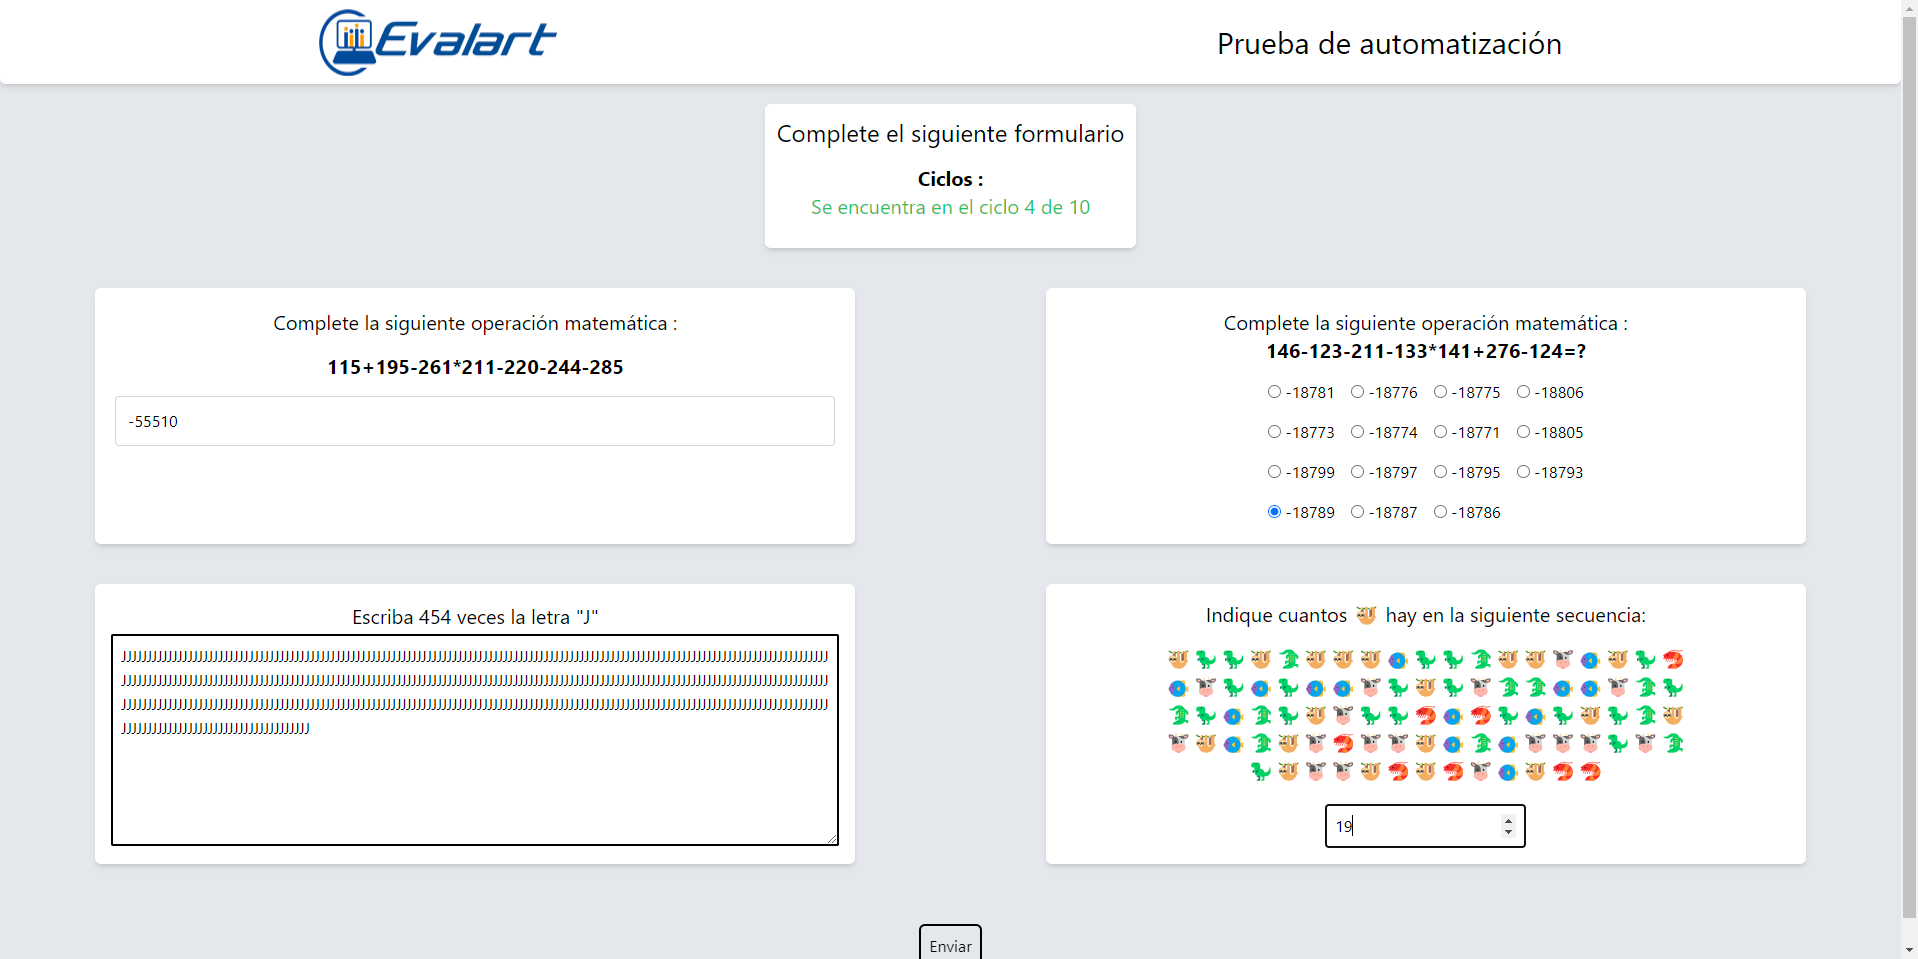 Evalart
Prueba de automatización
Complete el siguiente formulario
Ciclos :
Se encuentra en el ciclo 4 de 10
Complete la siguiente operación matemática :
115+195-261*211-220-244-285
-55510
Complete la siguiente operación matemática :
146-123-211-133*141+276-124=?
-18781 -18776 -18775 -18806
-18773 -18774 -18771 -18805
-18799 -18797 -18795 -18793
-18789 -18787 -18786
Escriba 454 veces la letra "J"
Indique cuantos 🦥 hay en la siguiente secuencia:
19
Enviar